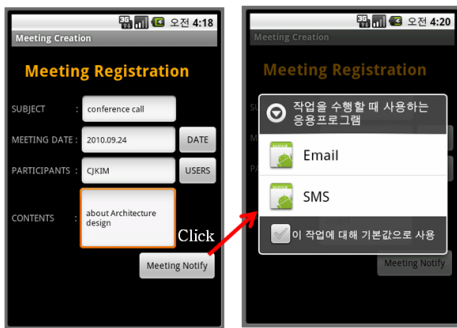 3G 오전 4:18
Meeting Creation
Meeting Registration
SUBJECT : conference call
MEETING DATE : 2010.09.24 DATE
PARTICIPANTS : CJKIM USERS
CONTENTS : about Architecture
design
Meeting Notify
Click
3G 오전 4:20
Meeting Creation
Meeting Registration
작업을 수행할 때 사용하는
응용프로그램
Email
SMS
이 작업에 대해 기본값으로 사용
Meeting Notify